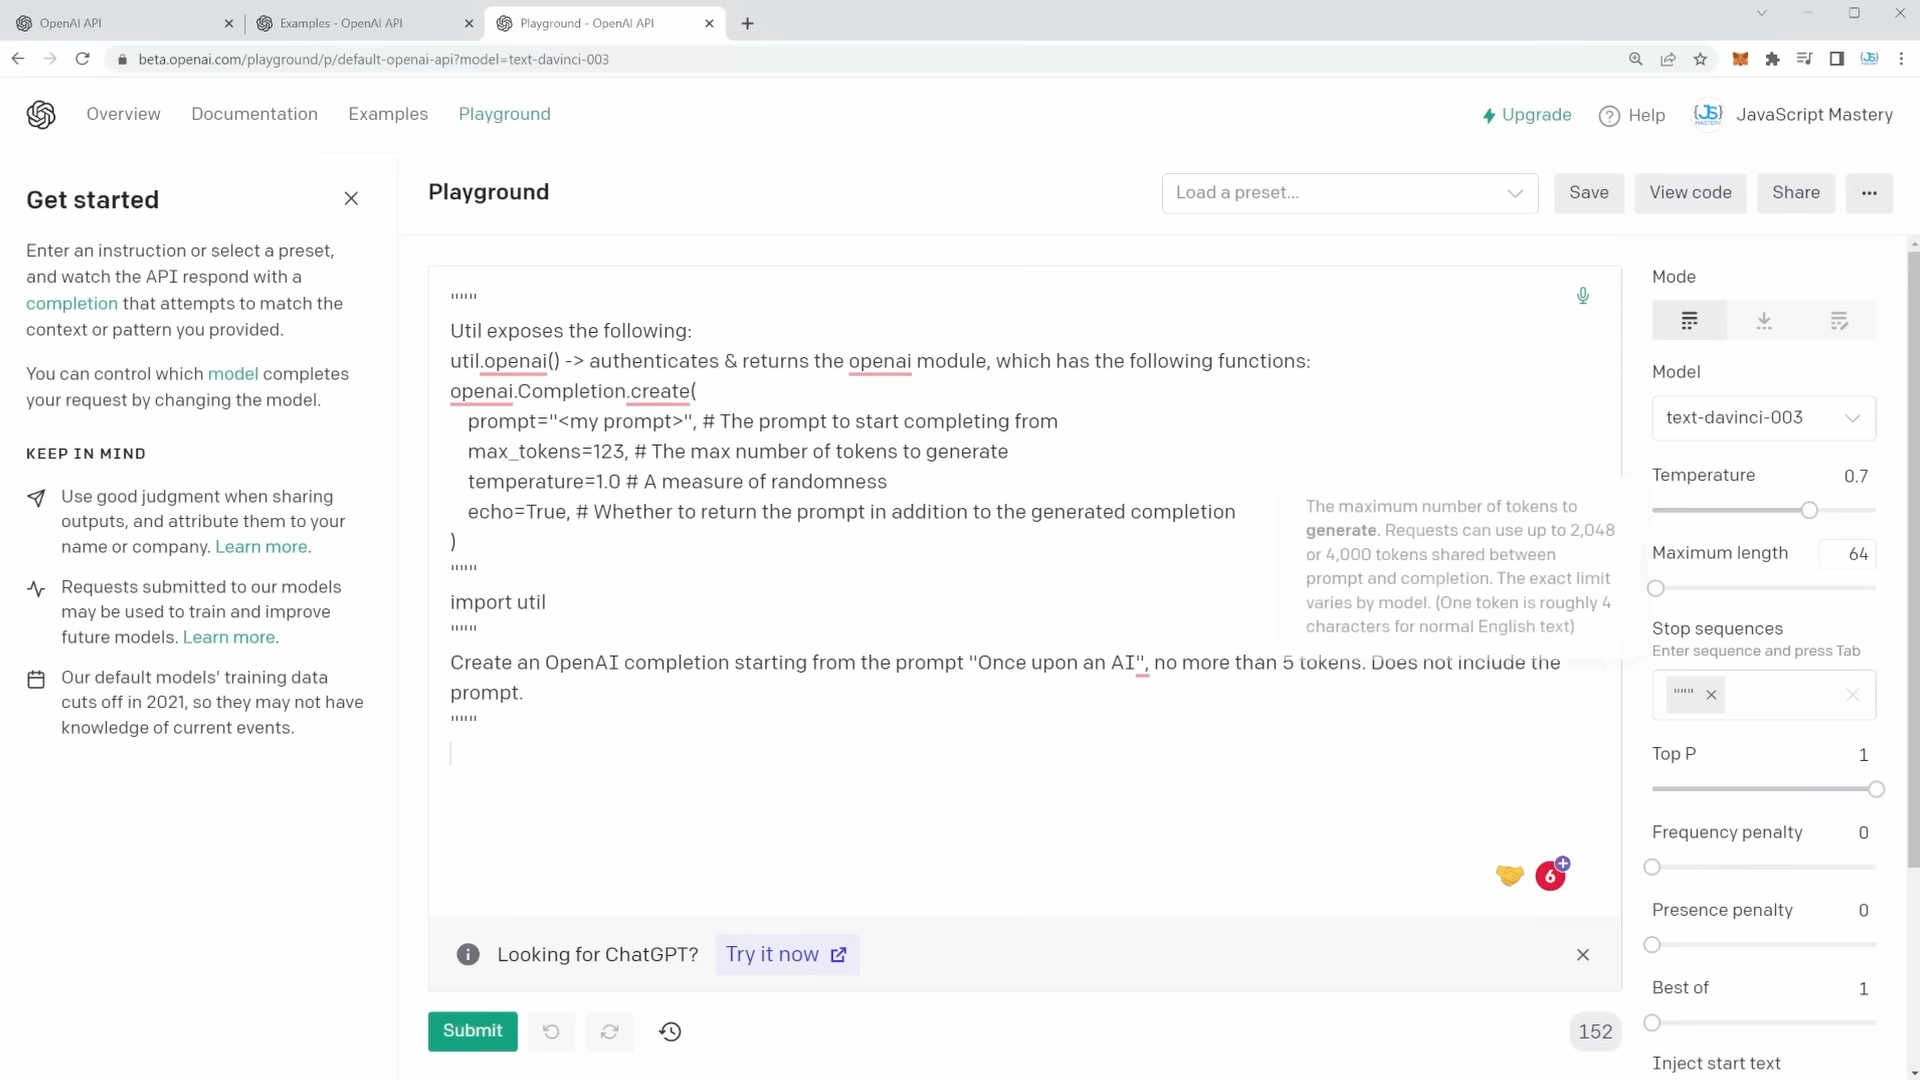 OpenAI API
Examples - OpenAI API
Playground - OpenAI API
beta.openai.com/playground/p/default-openai-api?model=text-davinci-003
Overview
Documentation
Examples
Playground
Upgrade
Help
JavaScript Mastery
Get started
Enter an instruction or select a preset,
and watch the API respond with a
completion that attempts to match the
context or pattern you provided.
You can control which model completes
your request by changing the model.
KEEP IN MIND
Use good judgment when sharing
outputs, and attribute them to your
name or company. Learn more.
Requests submitted to our models
may be used to train and improve
future models. Learn more.
Our default models' training data
cuts off in 2021, so they may not have
knowledge of current events.
Playground
Load a preset...
Save
View code
Share
"""
Util exposes the following:
util.openai() -> authenticates & returns the openai module, which has the following functions:
openai.Completion.create(
prompt="<my prompt>", # The prompt to start completing from
max_tokens=123, # The max number of tokens to generate
temperature=1.0 # A measure of randomness
echo=True, # Whether to return the prompt in addition to the generated completion
)
"""
import util
"""
Create an OpenAI completion starting from the prompt "Once upon an AI", no more than 5 tokens. Does not include the
prompt.
"""
The maximum number of tokens to
generate. Requests can use up to 2,048
or 4,000 tokens shared between
prompt and completion. The exact limit
varies by model. (One token is roughly 4
characters for normal English text)
6
Looking for ChatGPT?
Try it now
Submit
152
Mode
Model
text-davinci-003
Temperature 0.7
Maximum length 64
Stop sequences
Enter sequence and press Tab
"""
Top P 1
Frequency penalty 0
Presence penalty 0
Best of 1
Inject start text